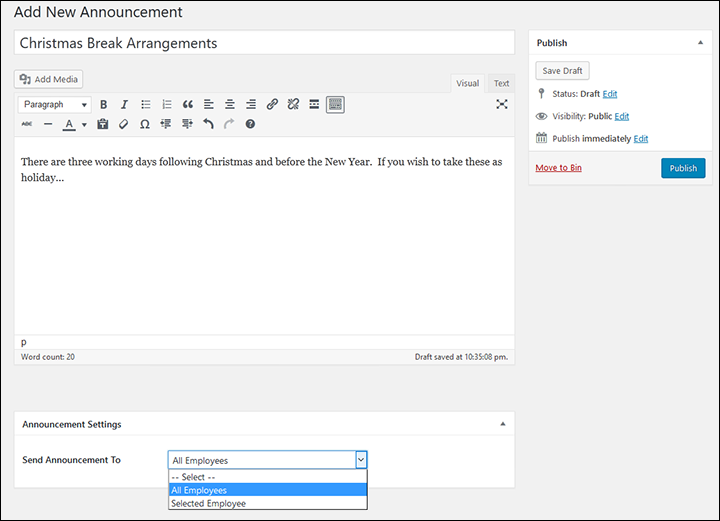 Add New Announcement
Christmas Break Arrangements
Add Media
Visual Text
Paragraph
B I
ABC A Ω
There are three working days following Christmas and before the New Year. If you wish to take these as
holiday...
p
Word count: 20 Draft saved at 10:35:08 pm.
Announcement Settings
Send Announcement To All Employees
-- Select --
All Employees
Selected Employee
Publish
Save Draft
Status: Draft Edit
Visibility: Public Edit
Publish immediately Edit
Move to Bin Publish